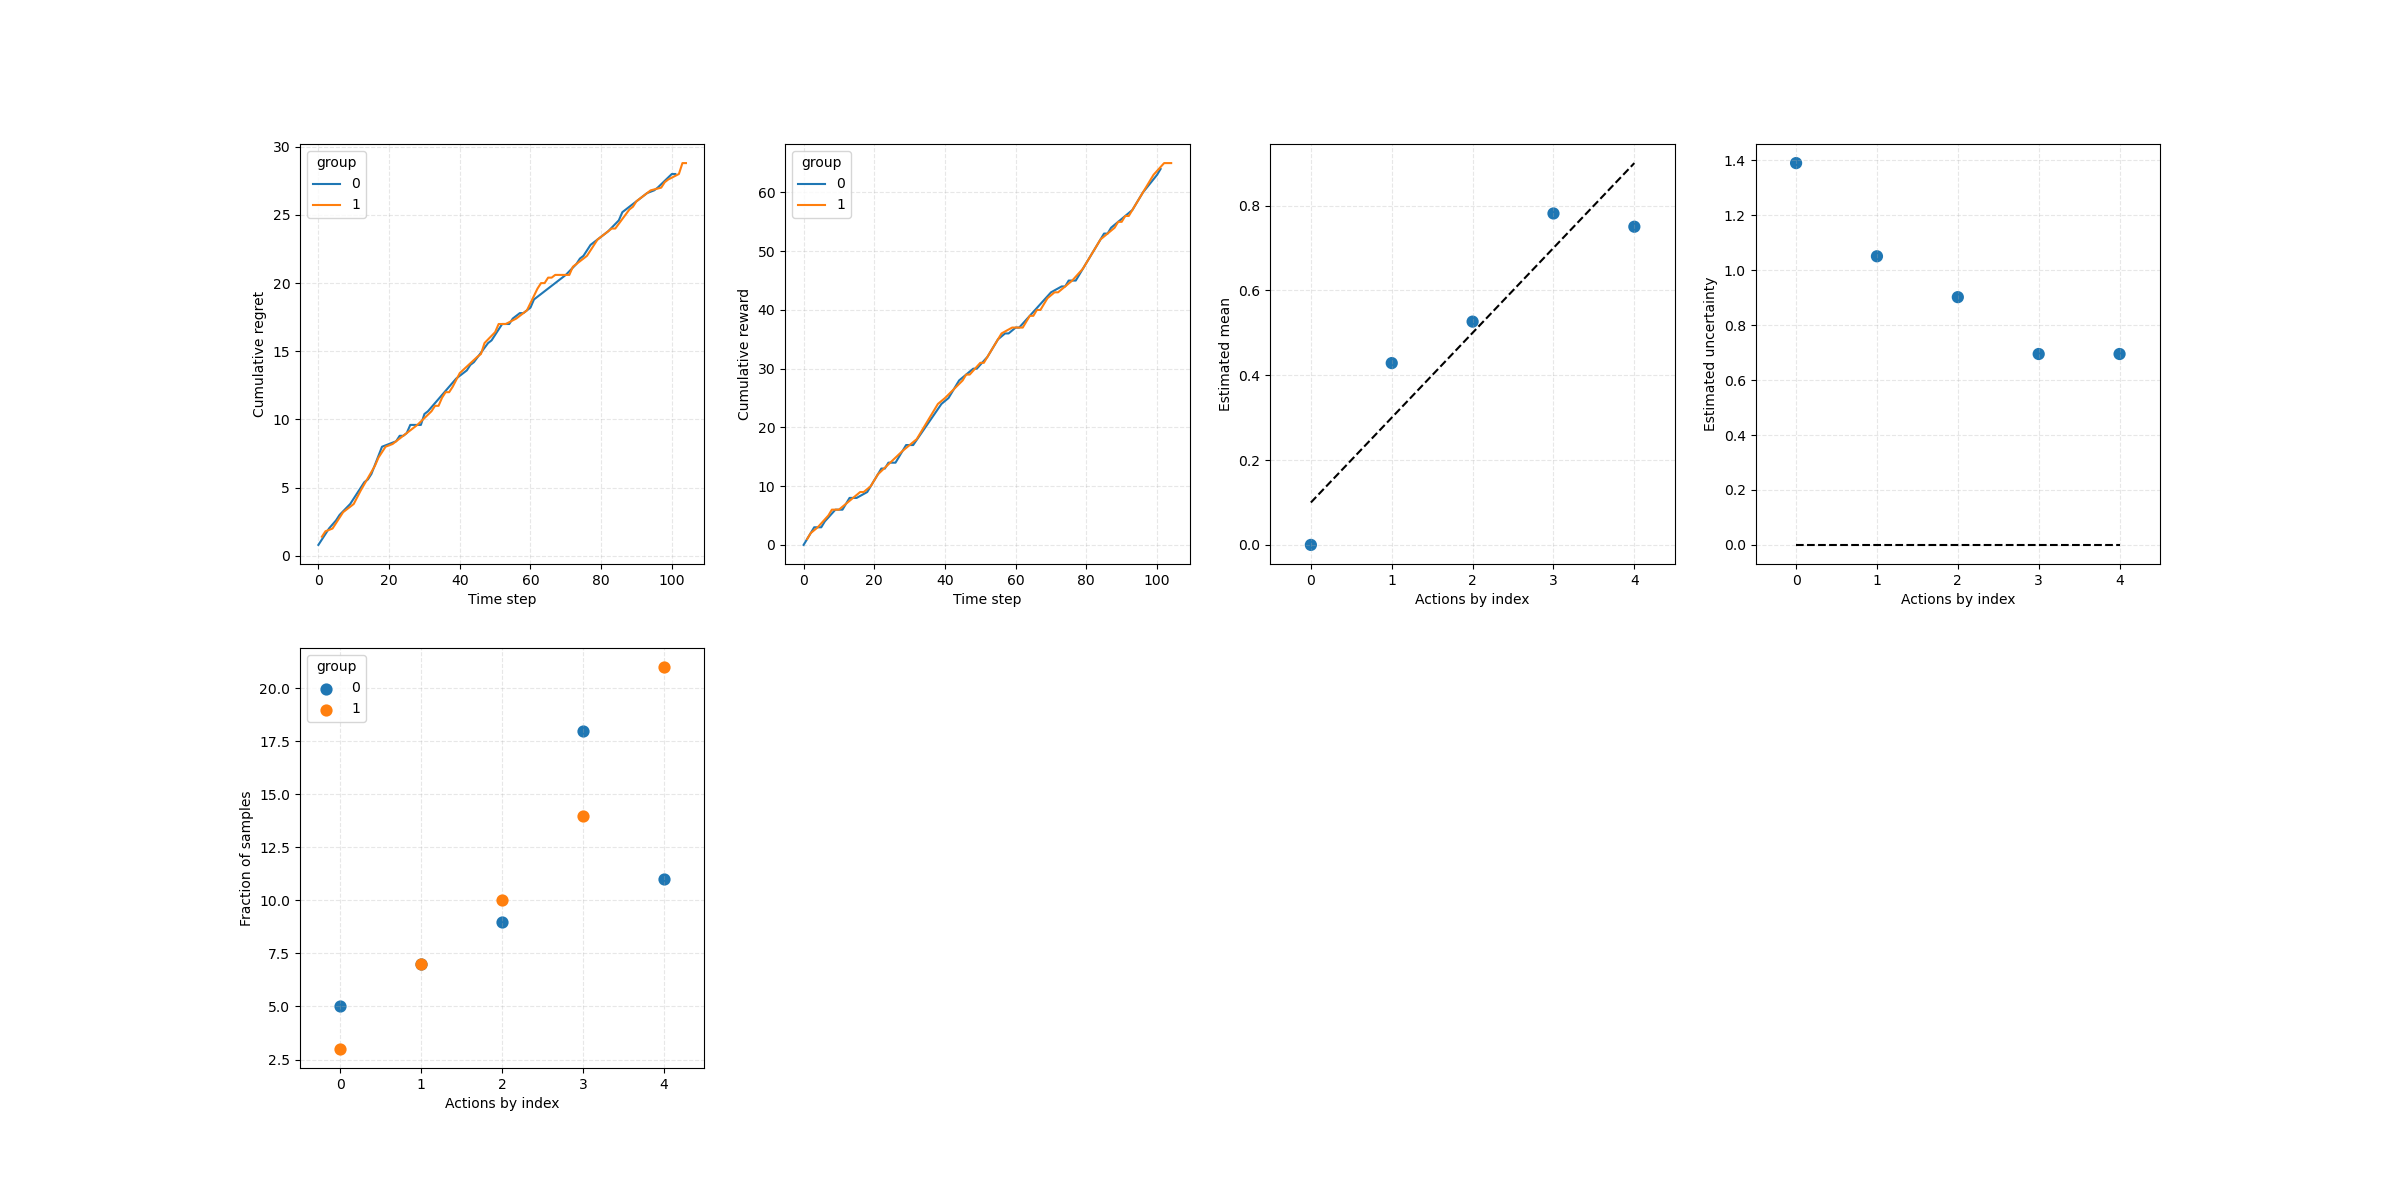 group
0
1
30
25
20
15
10
5
0
Cumulative regret
0 20 40 60 80 100
Time step
group
0
1
60
50
40
30
20
10
0
Cumulative reward
0 20 40 60 80 100
Time step
0.8
0.6
0.4
0.2
0.0
Estimated mean
0 1 2 3 4
Actions by index
1.4
1.2
1.0
0.8
0.6
0.4
0.2
0.0
Estimated uncertainty
0 1 2 3 4
Actions by index
group
0
1
20.0
17.5
15.0
12.5
10.0
7.5
5.0
2.5
Fraction of samples
0 1 2 3 4
Actions by index